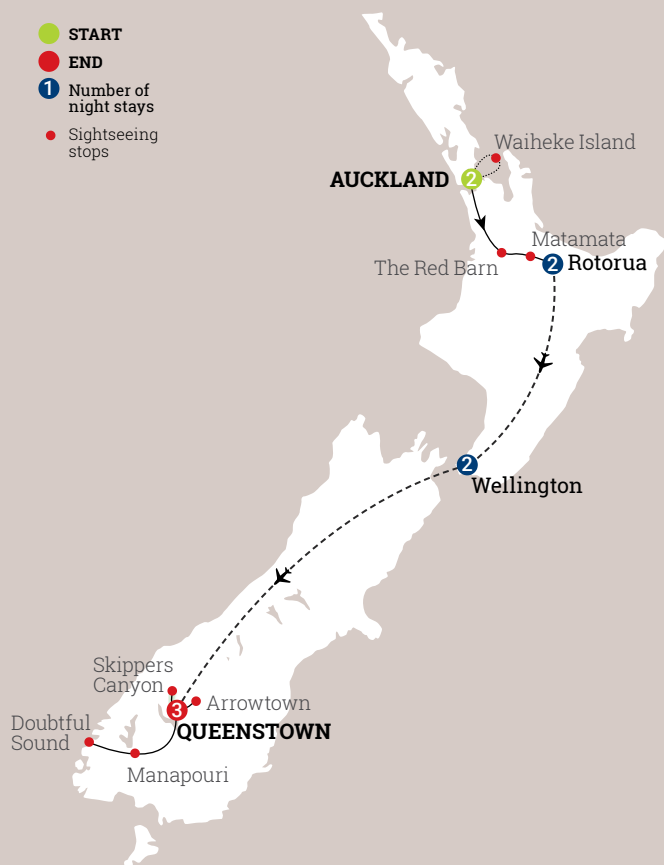 START
END
1
Number of
night stays
Sightseeing
stops
Waiheke Island
AUCKLAND
2
Matamata
The Red Barn
2
Rotorua
2
Wellington
Skippers
Canyon
Arrowtown
3
QUEENSTOWN
Doubtful
Sound
Manapouri